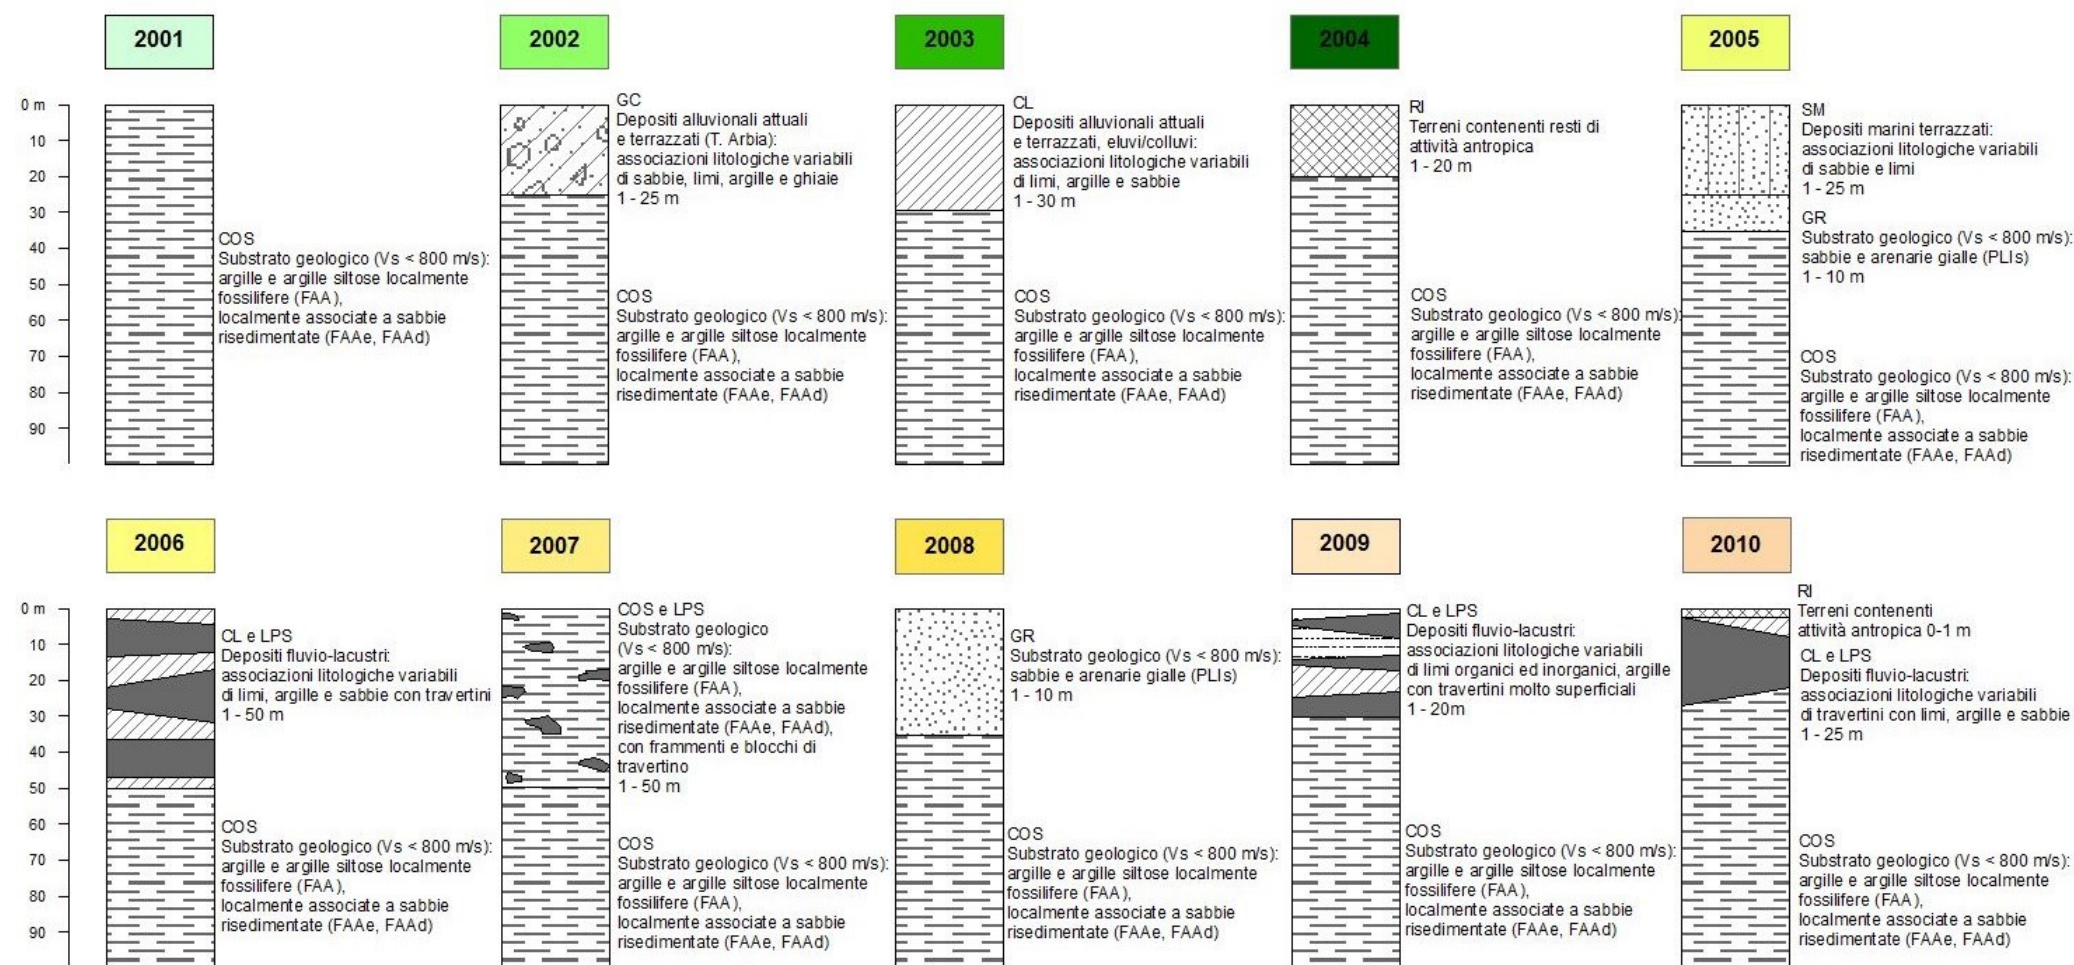 2001
2002
2003
2004
2005
0 m
10
20
30
40
50
60
70
80
90
COS
Substrato geologico (Vs < 800 m/s):
argille e argille siltose localmente
fossilifere (FAA),
localmente associate a sabbie
risedimentate (FAAe, FAAd)
GC
Depositi alluvionali attuali
e terrazzati (T. Arbia):
associazioni litologiche variabili
di sabbie, limi, argille e ghiaie
1 - 25 m
COS
Substrato geologico (Vs < 800 m/s):
argille e argille siltose localmente
fossilifere (FAA),
localmente associate a sabbie
risedimentate (FAAe, FAAd)
CL
Depositi alluvionali attuali
e terrazzati, eluvi/colluvi:
associazioni litologiche variabili
di limi, argille e sabbie
1 - 30 m
COS
Substrato geologico (Vs < 800 m/s):
argille e argille siltose localmente
fossilifere (FAA),
localmente associate a sabbie
risedimentate (FAAe, FAAd)
RI
Terreni contenenti resti di
attività antropica
1 - 20 m
COS
Substrato geologico (Vs < 800 m/s):
argille e argille siltose localmente
fossilifere (FAA),
localmente associate a sabbie
risedimentate (FAAe, FAAd)
SM
Depositi marini terrazzati:
associazioni litologiche variabili
di sabbie e limi
1 - 25 m
GR
Substrato geologico (Vs < 800 m/s):
sabbie e arenarie gialle (PLIs)
1 - 10 m
COS
Substrato geologico (Vs < 800 m/s):
argille e argille siltose localmente
fossilifere (FAA),
localmente associate a sabbie
risedimentate (FAAe, FAAd)
2006
2007
2008
2009
2010
0 m
10
20
30
40
50
60
70
80
90
CL e LPS
Depositi fluvio-lacustri:
associazioni litologiche variabili
di limi, argille e sabbie con travertini
1 - 50 m
COS
Substrato geologico (Vs < 800 m/s):
argille e argille siltose localmente
fossilifere (FAA),
localmente associate a sabbie
risedimentate (FAAe, FAAd)
COS e LPS
Substrato geologico
(Vs < 800 m/s):
argille e argille siltose localmente
fossilifere (FAA),
localmente associate a sabbie
risedimentate (FAAe, FAAd),
con frammenti e blocchi di
travertino
1 - 50 m
COS
Substrato geologico (Vs < 800 m/s):
argille e argille siltose localmente
fossilifere (FAA),
localmente associate a sabbie
risedimentate (FAAe, FAAd)
GR
Substrato geologico (Vs < 800 m/s):
sabbie e arenarie gialle (PLIs)
1 - 10 m
COS
Substrato geologico (Vs < 800 m/s):
argille e argille siltose localmente
fossilifere (FAA),
localmente associate a sabbie
risedimentate (FAAe, FAAd)
CL e LPS
Depositi fluvio-lacustri:
associazioni litologiche variabili
di limi organici ed inorganici, argille
con travertini molto superficiali
1 - 20m
COS
Substrato geologico (Vs < 800 m/s):
argille e argille siltose localmente
fossilifere (FAA),
localmente associate a sabbie
risedimentate (FAAe, FAAd)
RI
Terreni contenenti
attività antropica 0-1 m
CL e LPS
Depositi fluvio-lacustri:
associazioni litologiche variabili
di travertini con limi, argille e sabbie
1 - 25 m
COS
Substrato geologico (Vs < 800 m/s):
argille e argille siltose localmente
fossilifere (FAA),
localmente associate a sabbie
risedimentate (FAAe, FAAd)